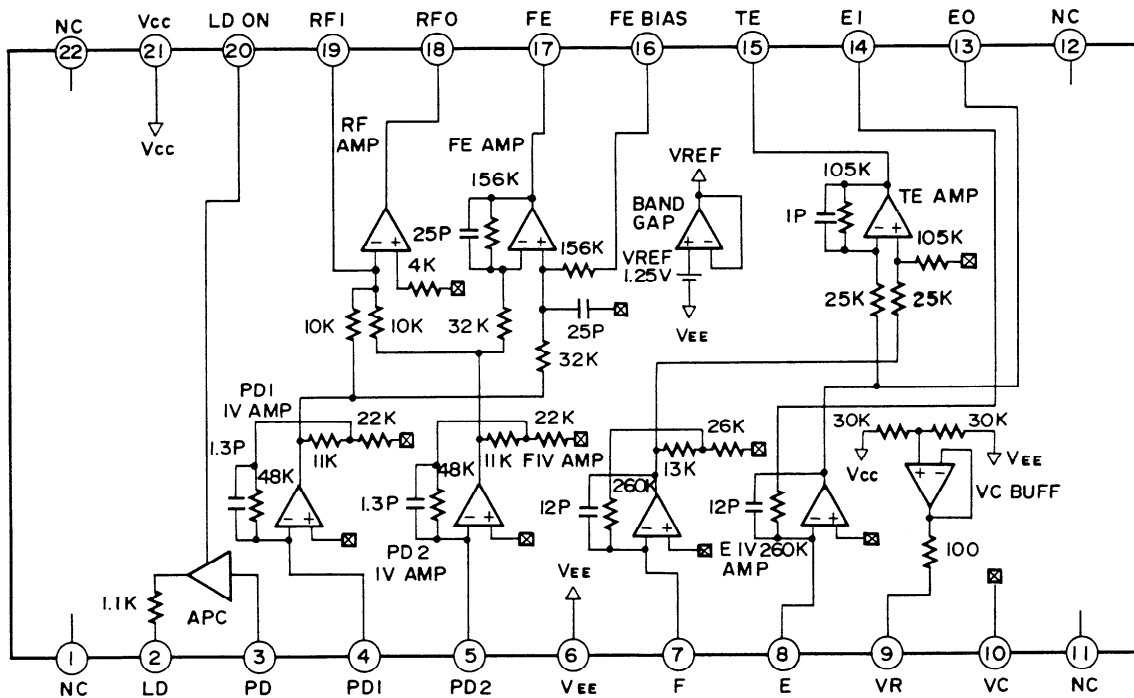 NC Vcc LD ON RF1 RFO FE FE BIAS TE EI EO NC
22 21 20 19 18 17 16 15 14 13 12
Vcc
RF
AMP
FE AMP
156K
25P
4K
156K
VREF
BAND
GAP
VREF
1.25V
VEE
105K
1P
TE AMP
105K
25K 25K
10K 10K 32K
25P
32K
PD1
IV AMP
22K
1.3P
11K
48K
22K
11K
FIV AMP
48K
1.3P
PD2
IV AMP
26K
13K
260K
12P
12P
E IV
AMP
260K
30K 30K
Vcc VEE
VC BUFF
100
VEE
1.1K
APC
1 2 3 4 5 6 7 8 9 10 11
NC LD PD PD1 PD2 VEE F E VR VC NC